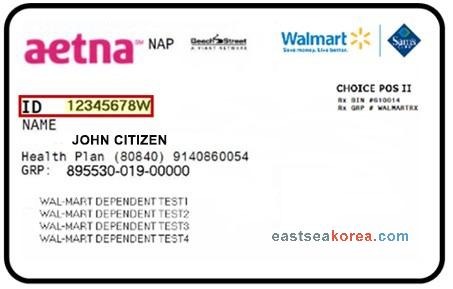 aetna SM NAP
Beech Street
A VIANT NETWORK
Walmart
Save money. Live better.
Sam's
CHOICE POS II
Rx BIN #610014
Rx GRP # WALMARTRX
ID 12345678W
NAME
JOHN CITIZEN
Health Plan (80840) 9140860054
GRP: 895530-019-00000
WAL-MART DEPENDENT TEST1
WAL-MART DEPENDENT TEST2
WAL-MART DEPENDENT TEST3
WAL-MART DEPENDENT TEST4
eastseakorea.com